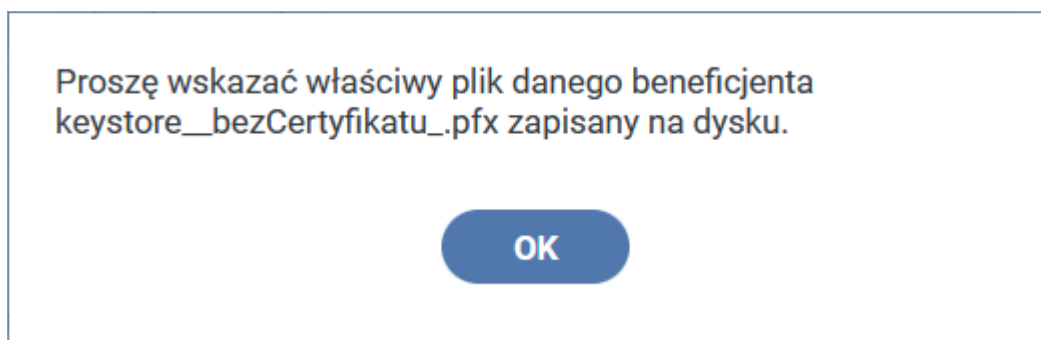 Proszę wskazać właściwy plik danego beneficjenta
keystore__bezCertyfikatu_.pfx zapisany na dysku.
OK